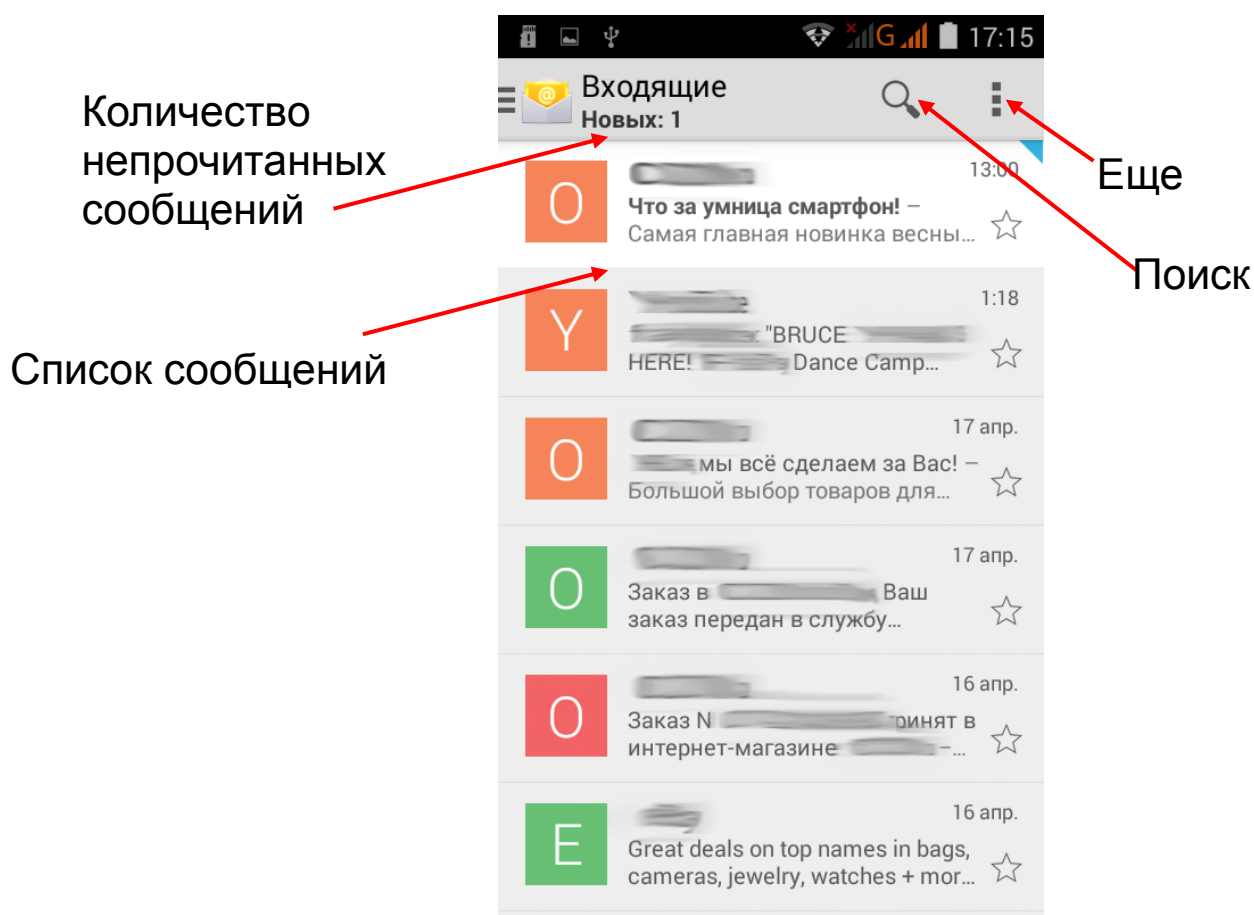 G 17:15
Входящие
Новых: 1
Количество
непрочитанных
сообщений
Еще
Поиск
Список сообщений
O
13:00
Что за умница смартфон! –
Самая главная новинка весны…
Y
1:18
"BRUCE
HERE! Dance Camp…
O
17 апр.
мы всё сделаем за Вас! –
Большой выбор товаров для…
O
17 апр.
Заказ в Ваш
заказ передан в службу…
O
16 апр.
Заказ N принят в
интернет-магазине –…
E
16 апр.
Great deals on top names in bags,
cameras, jewelry, watches + mor…